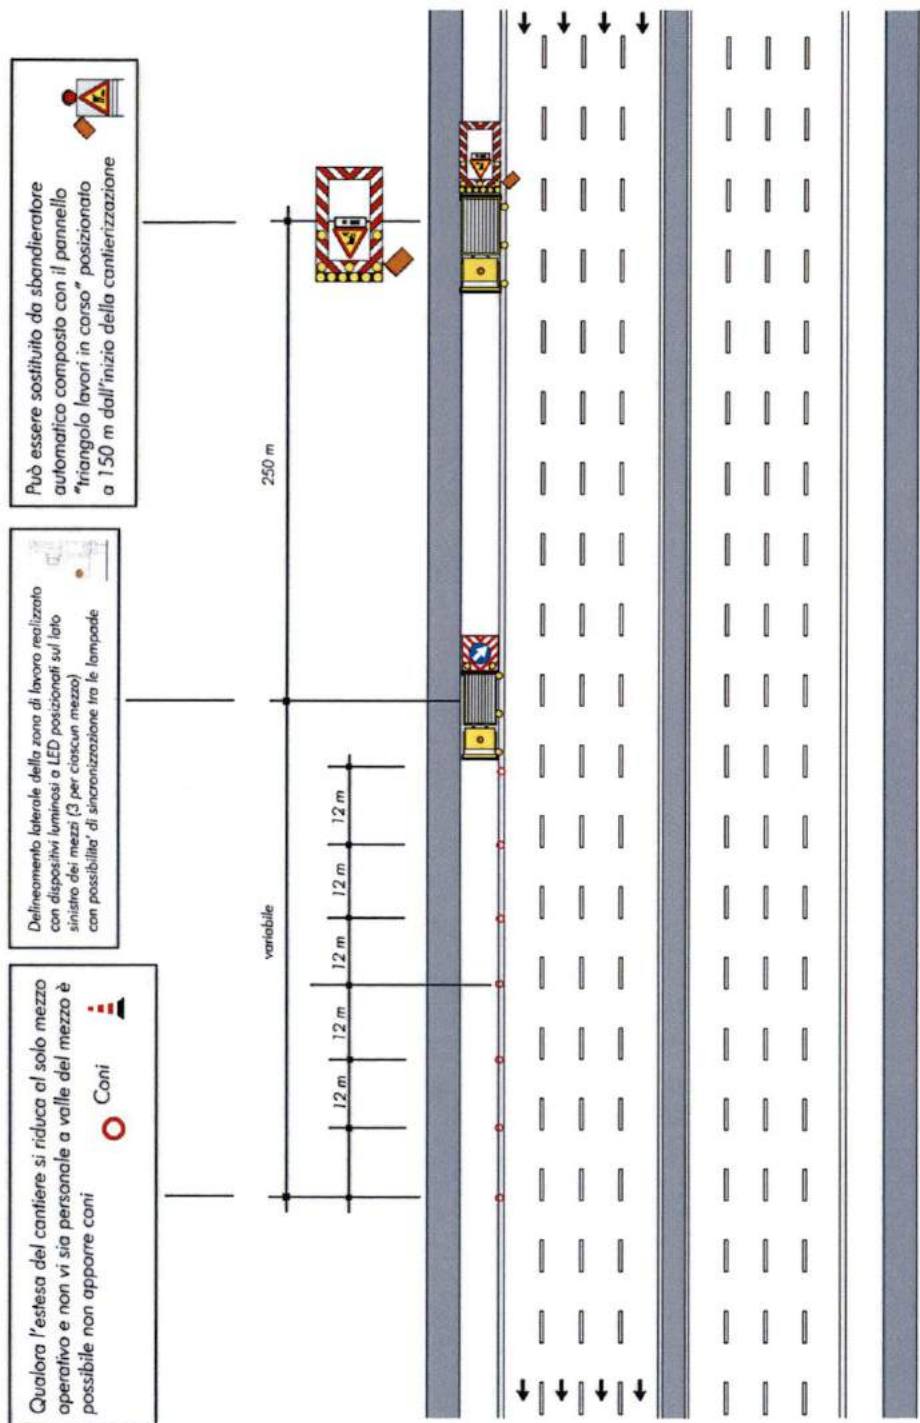 Può essere sostituito da sbandieratore
automatico composto con il pannello
"triangolo lavori in corso" posizionato
a 150 m dall'inizio della cantierizzazione
Delineamento laterale della zona di lavoro realizzato
con dispositivi luminosi a LED posizionati sul lato
sinistro dei mezzi (3 per ciascun mezzo)
con possibilita' di sincronizzazione tra le lampade
Qualora l'estesa del cantiere si riduca al solo mezzo
operativo e non vi sia personale a valle del mezzo è
possibile non apporre coni
Coni
250 m
variabile
12 m
12 m
12 m
12 m
12 m